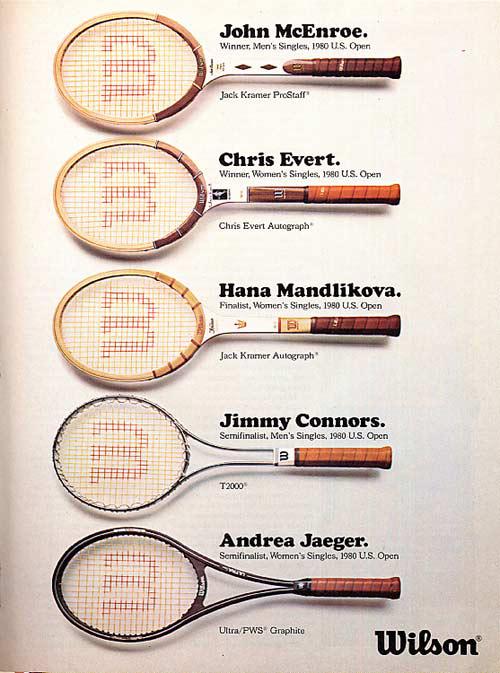 John McEnroe.
Winner, Men's Singles, 1980 U.S. Open
Jack Kramer ProStaff®
Chris Evert.
Winner, Women's Singles, 1980 U.S. Open
Chris Evert Autograph®
Hana Mandlikova.
Finalist, Women's Singles, 1980 U.S. Open
Jack Kramer Autograph®
Jimmy Connors.
Semifinalist, Men's Singles, 1980 U.S. Open
T2000®
Andrea Jaeger.
Semifinalist, Women's Singles, 1980 U.S. Open
Ultra/PWS® Graphite
Wilson®
W
W
W
W
W